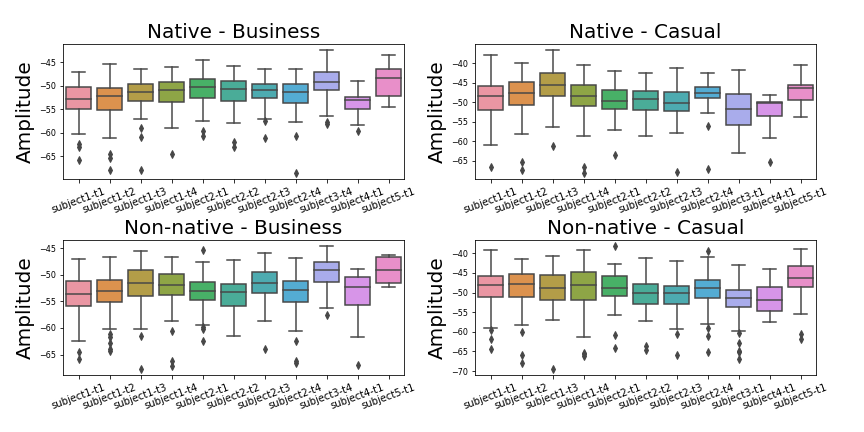 Native - Business
Amplitude
-45
-50
-55
-60
-65
subject1-t1 subject1-t2 subject1-t3 subject1-t4 subject2-t1 subject2-t2 subject2-t3 subject2-t4 subject3-t1 subject4-t1 subject5-t1
Native - Casual
Amplitude
-40
-45
-50
-55
-60
-65
subject1-t1 subject1-t2 subject1-t3 subject1-t4 subject2-t1 subject2-t2 subject2-t3 subject2-t4 subject3-t1 subject4-t1 subject5-t1
Non-native - Business
Amplitude
-45
-50
-55
-60
-65
subject1-t1 subject1-t2 subject1-t3 subject1-t4 subject2-t1 subject2-t2 subject2-t3 subject2-t4 subject3-t1 subject4-t1 subject5-t1
Non-native - Casual
Amplitude
-40
-45
-50
-55
-60
-65
-70
subject1-t1 subject1-t2 subject1-t3 subject1-t4 subject2-t1 subject2-t2 subject2-t3 subject2-t4 subject3-t1 subject4-t1 subject5-t1